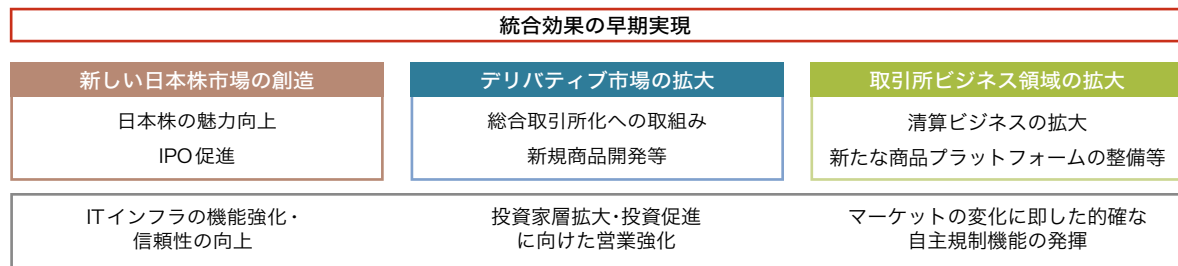 統合効果の早期実現
新しい日本株市場の創造
日本株の魅力向上
IPO促進
デリバティブ市場の拡大
総合取引所化への取組み
新規商品開発等
取引所ビジネス領域の拡大
清算ビジネスの拡大
新たな商品プラットフォームの整備等
ITインフラの機能強化・
信頼性の向上
投資家層拡大・投資促進
に向けた営業強化
マーケットの変化に即した的確な
自主規制機能の発揮